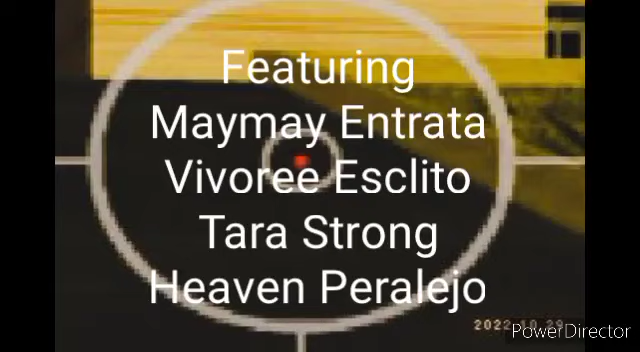 Featuring
Maymay Entrata
Vivoree Esclito
Tara Strong
Heaven Peralejo
PowerDirector